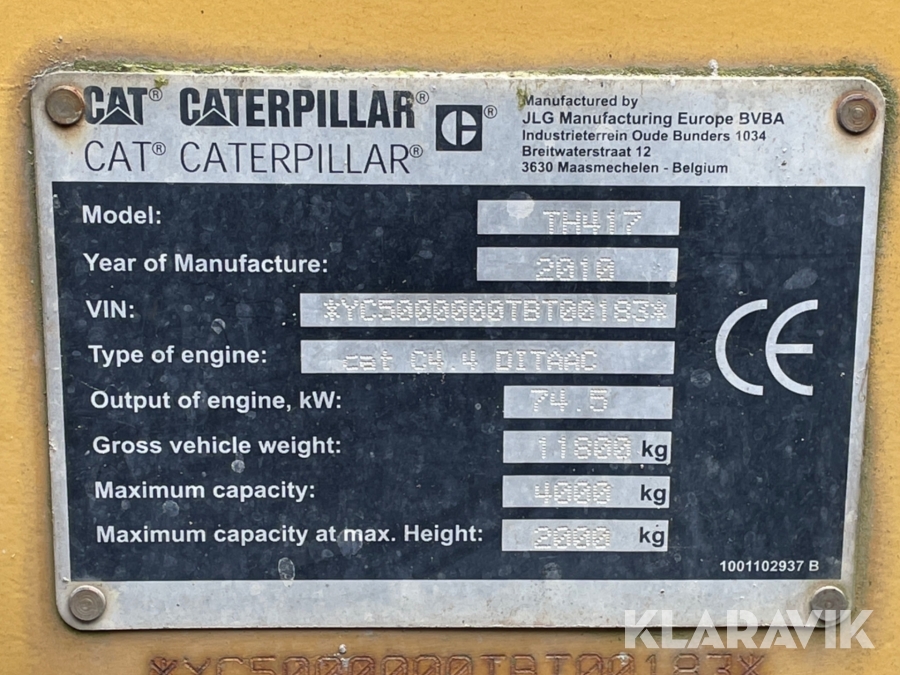 CAT® CATERPILLAR® C®
CAT® CATERPILLAR®
Manufactured by
JLG Manufacturing Europe BVBA
Industrieterrein Oude Bunders 1034
Breitwaterstraat 12
3630 Maasmechelen - Belgium
Model: TH417
Year of Manufacture: 2010
VIN: *YC5000000TBT00183*
Type of engine: cat C4.4 DITAAC
Output of engine, kW: 74.5
Gross vehicle weight: 11800 kg
Maximum capacity: 4000 kg
Maximum capacity at max. Height: 2000 kg
CE
1001102937 B
KLARAVIK
*YC5000000TBT00183*